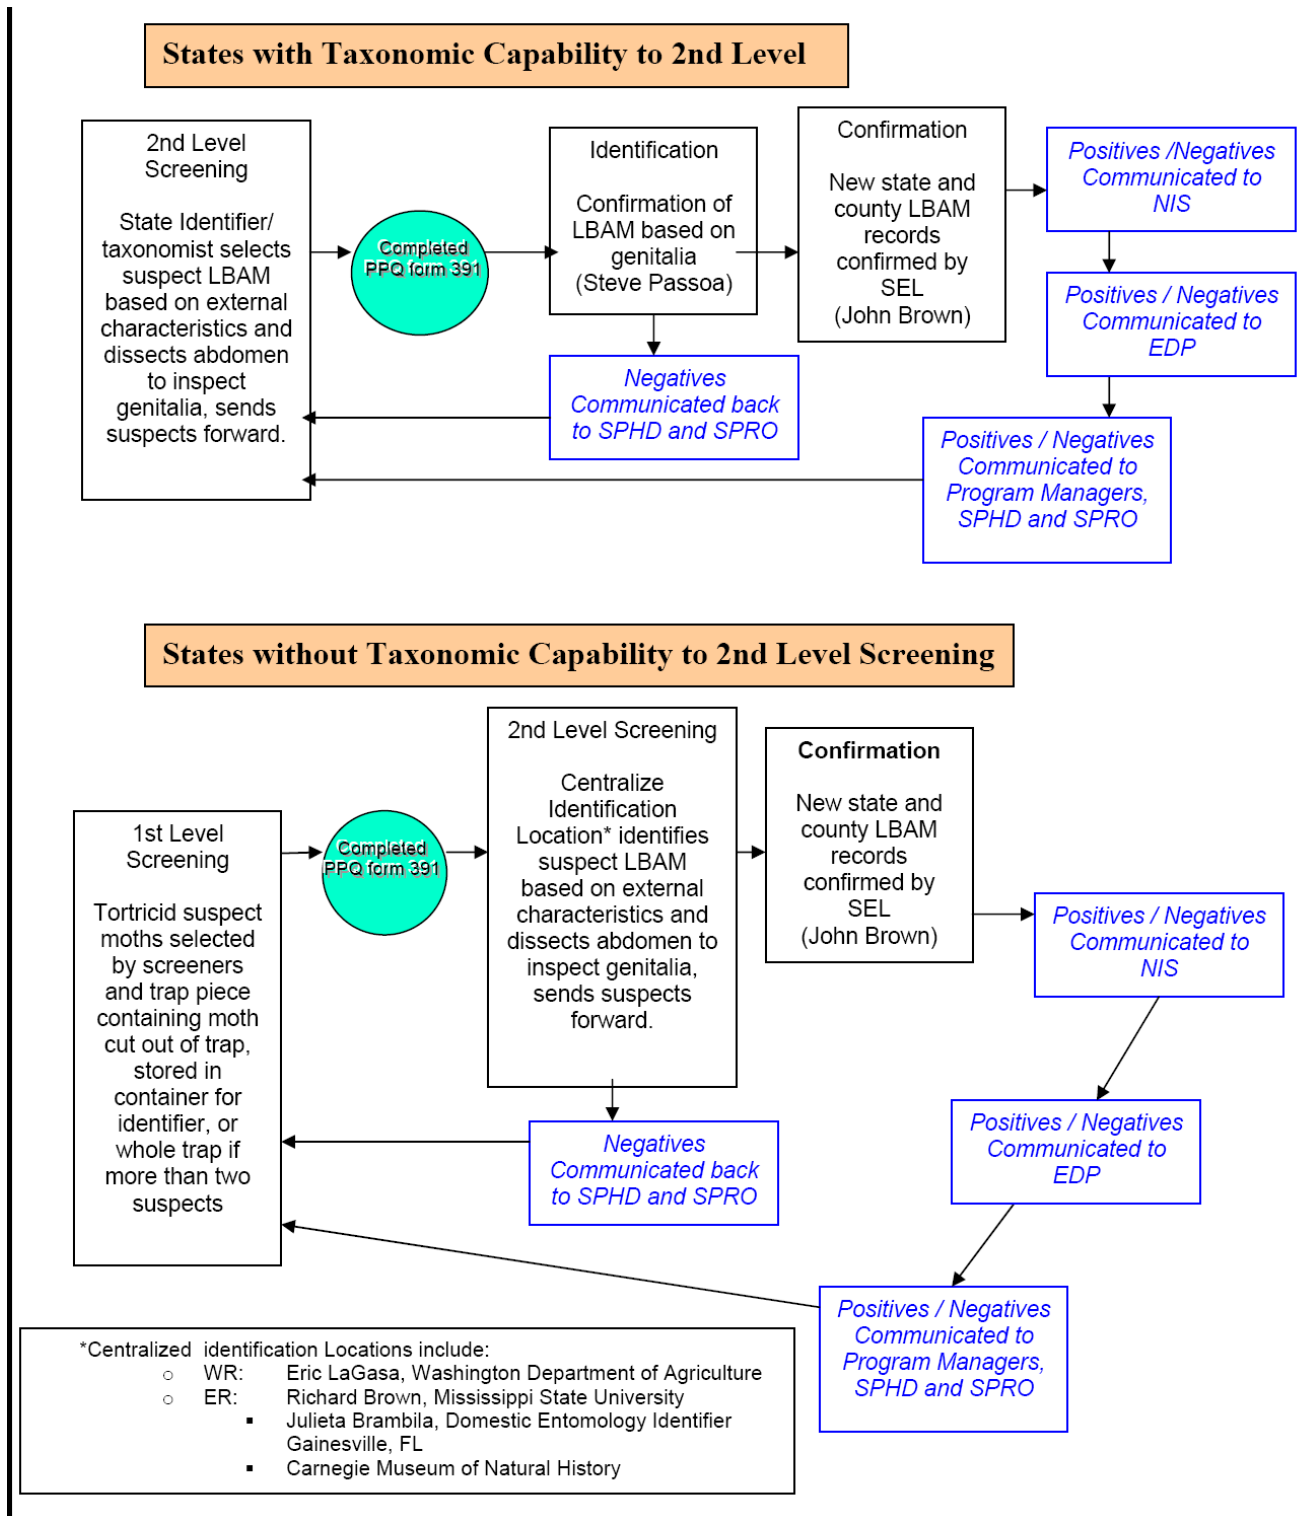 States with Taxonomic Capability to 2nd Level
2nd Level
Screening
State Identifier/
taxonomist selects
suspect LBAM
based on external
characteristics and
dissects abdomen
to inspect
genitalia, sends
suspects forward.
Completed
PPQ form 391
Identification
Confirmation of
LBAM based on
genitalia
(Steve Passoa)
Confirmation
New state and
county LBAM
records
confirmed by
SEL
(John Brown)
Positives /Negatives
Communicated to
NIS
Positives / Negatives
Communicated to
EDP
Negatives
Communicated back
to SPHD and SPRO
Positives / Negatives
Communicated to
Program Managers,
SPHD and SPRO
States without Taxonomic Capability to 2nd Level Screening
1st Level
Screening
Tortricid suspect
moths selected
by screeners
and trap piece
containing moth
cut out of trap,
stored in
container for
identifier, or
whole trap if
more than two
suspects
Completed
PPQ form 391
2nd Level Screening
Centralize
Identification
Location* identifies
suspect LBAM
based on external
characteristics and
dissects abdomen to
inspect genitalia,
sends suspects
forward.
Confirmation
New state and
county LBAM
records
confirmed by
SEL
(John Brown)
Positives / Negatives
Communicated to
NIS
Positives / Negatives
Communicated to
EDP
Negatives
Communicated back
to SPHD and SPRO
Positives / Negatives
Communicated to
Program Managers,
SPHD and SPRO
*Centralized identification Locations include:
o WR: Eric LaGasa, Washington Department of Agriculture
o ER: Richard Brown, Mississippi State University
▪ Julieta Brambila, Domestic Entomology Identifier
Gainesville, FL
▪ Carnegie Museum of Natural History